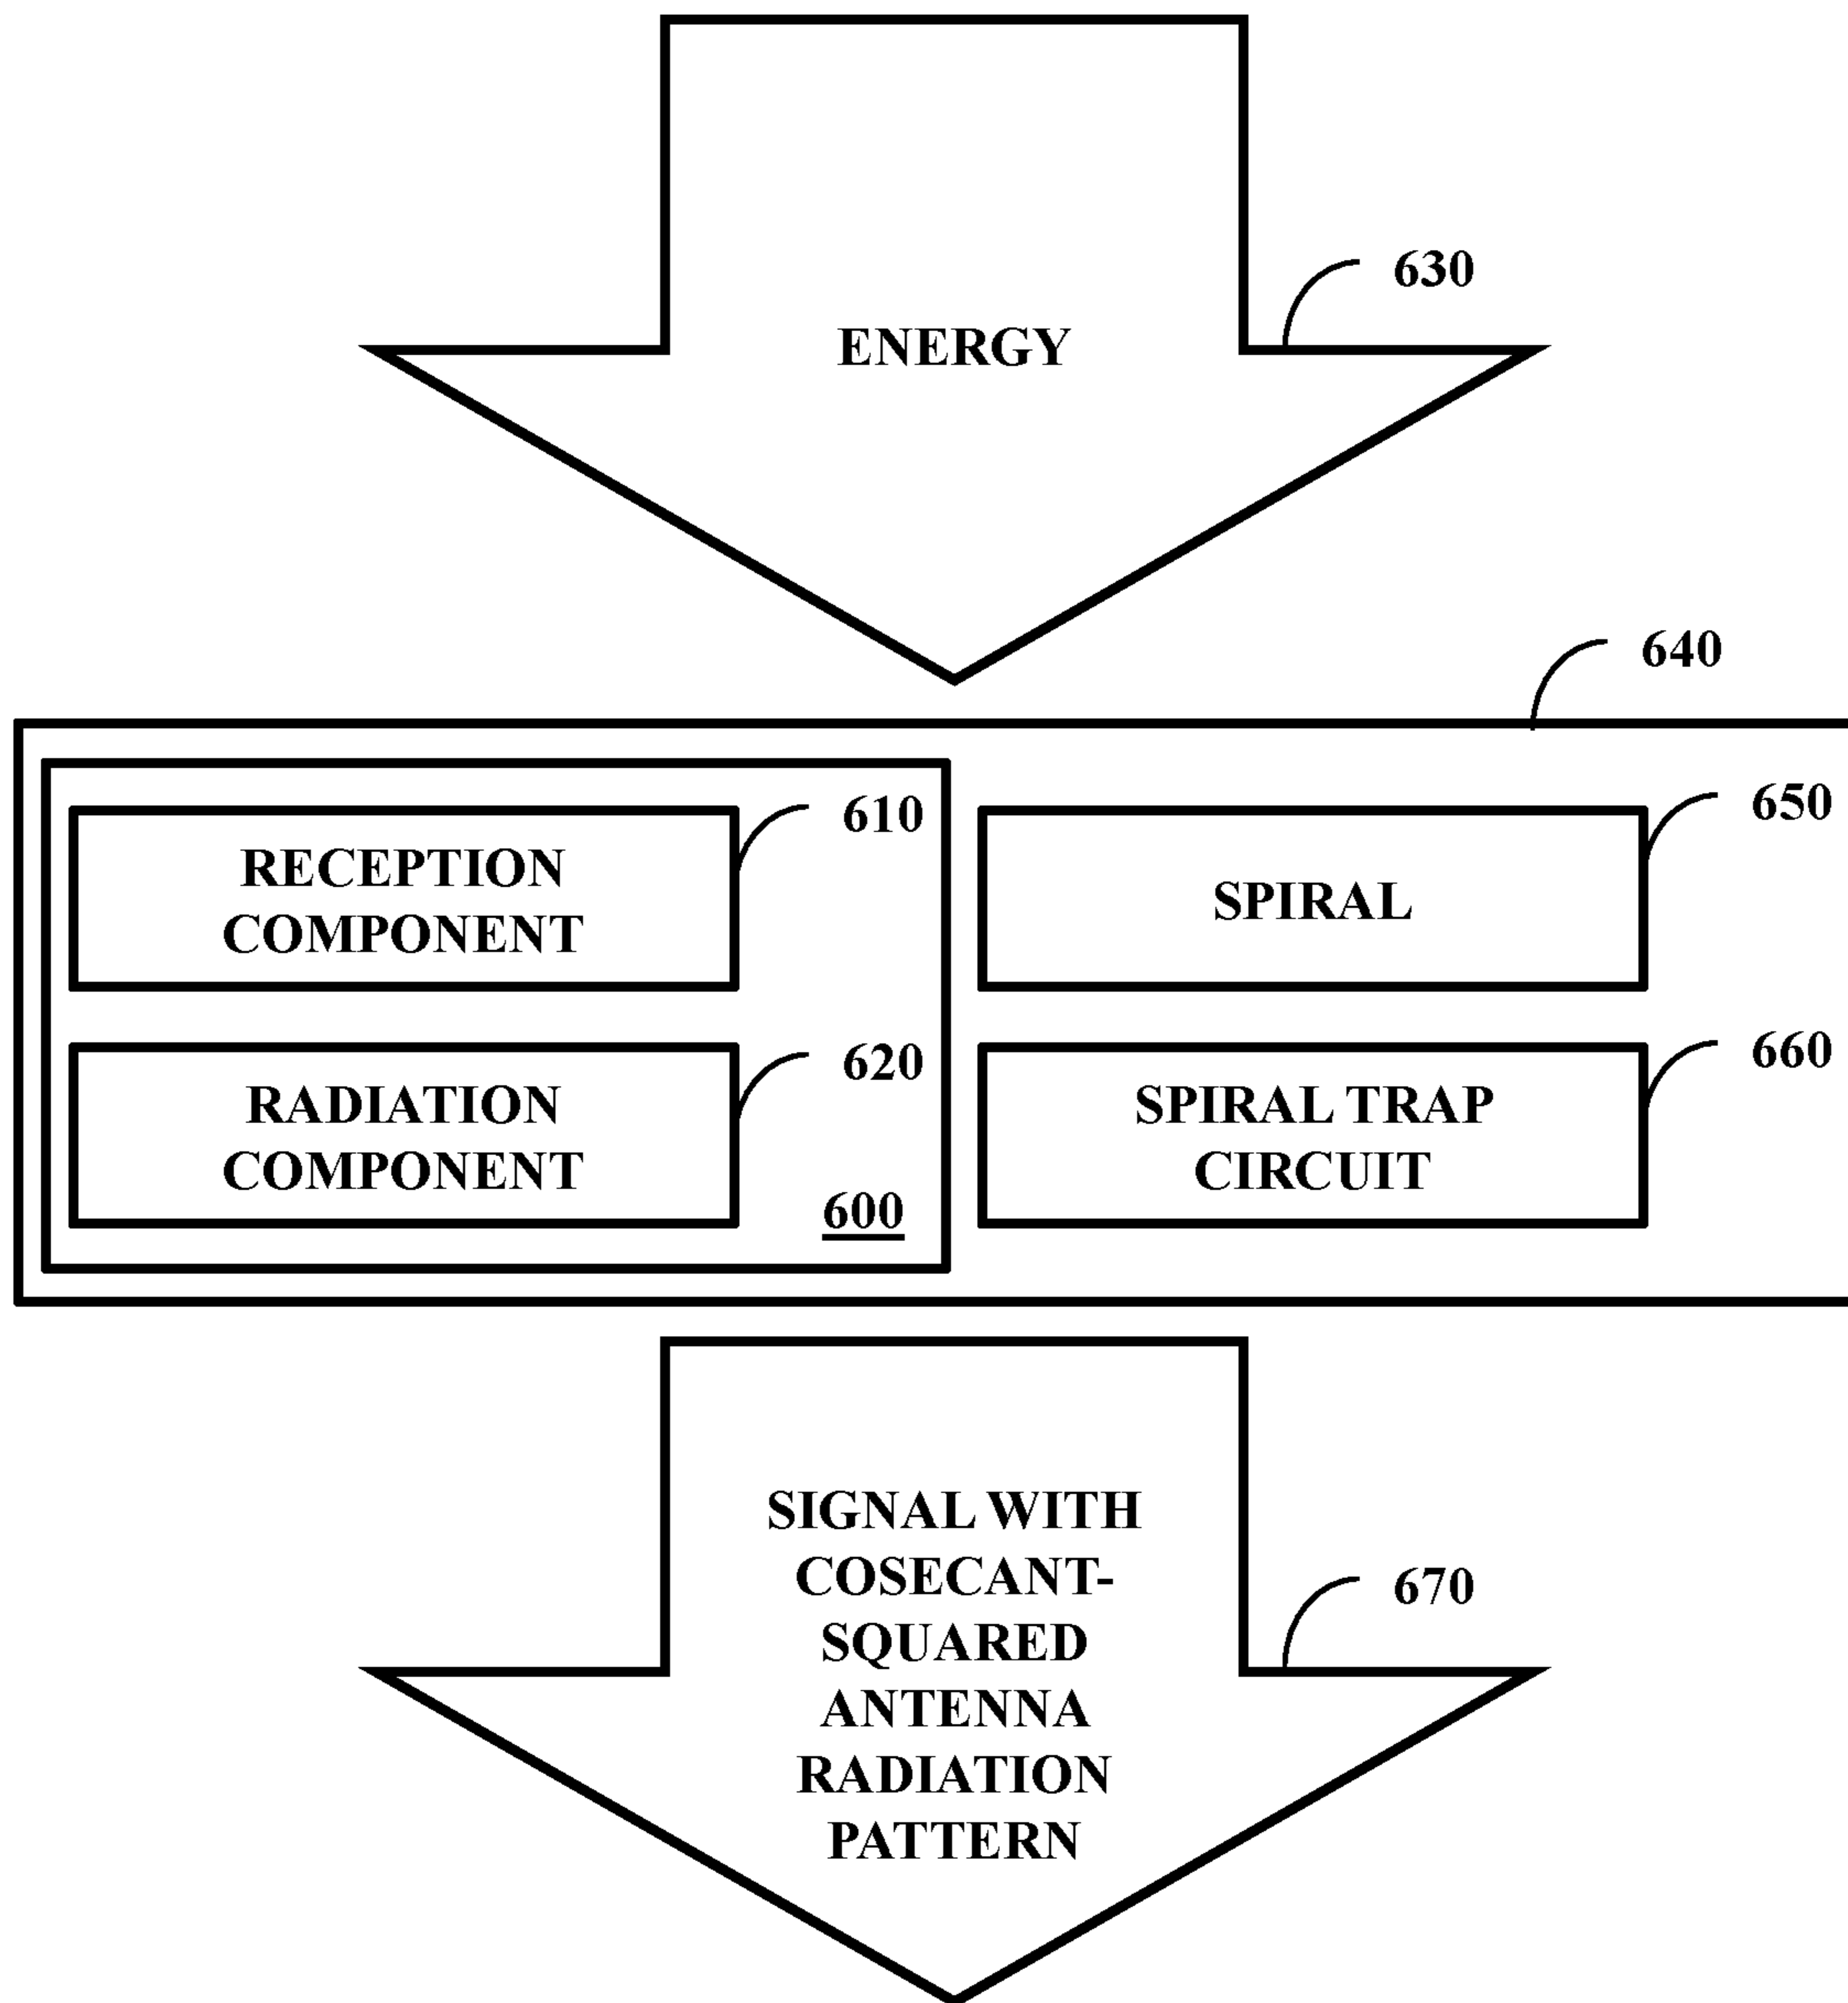 630
ENERGY
640
610
RECEPTION
COMPONENT
650
SPIRAL
620
RADIATION
COMPONENT
600
660
SPIRAL TRAP
CIRCUIT
SIGNAL WITH
COSECANT-
SQUARED
ANTENNA
RADIATION
PATTERN
670